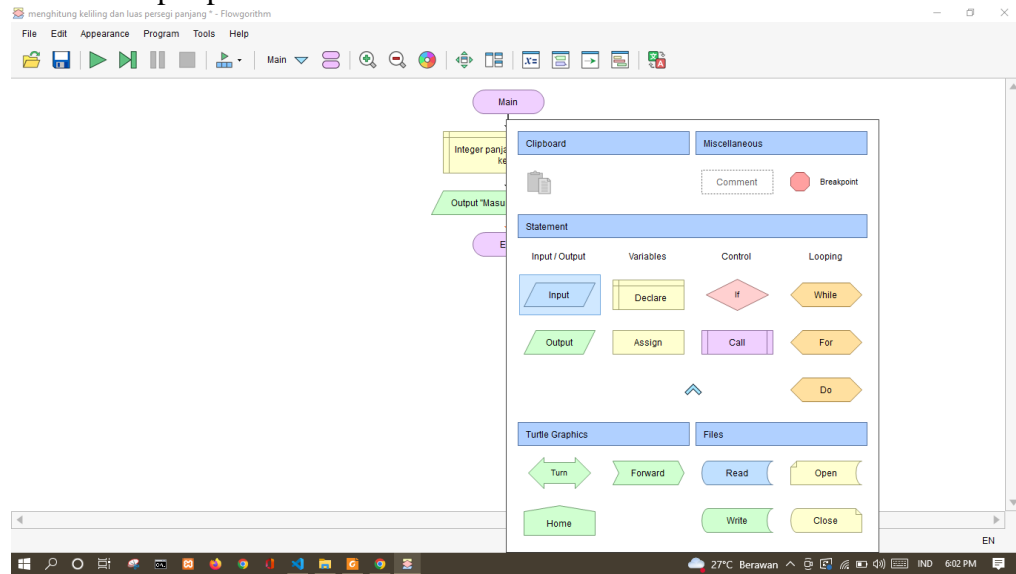 menghitung keliling dan luas persegi panjang * - Flowgorithm
File Edit Appearance Program Tools Help
Main
x=
Main
Integer panja
ke
Output "Masu
E
Clipboard
Miscellaneous
Comment
Breakpoint
Statement
Input / Output
Variables
Control
Looping
Input
Declare
If
While
Output
Assign
Call
For
Do
Turtle Graphics
Files
Turn
Forward
Read
Open
Home
Write
Close
EN
27°C Berawan
IND
6:02 PM